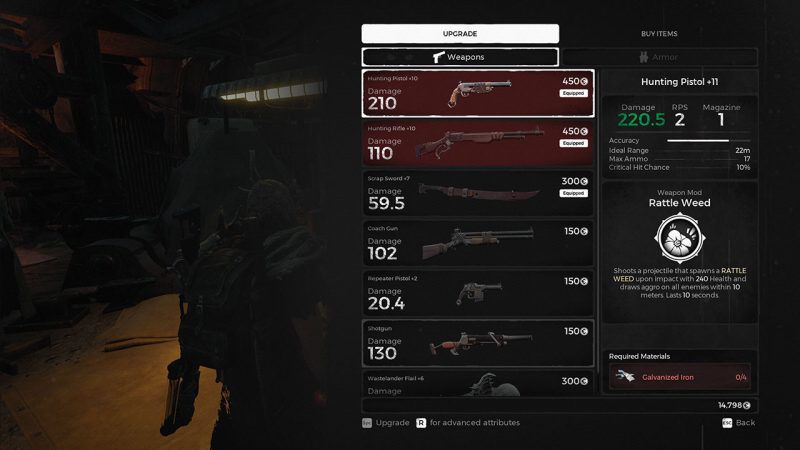 UPGRADE
BUY ITEMS
Weapons
Armor
Hunting Pistol +10
450
Damage
210
Equipped
Hunting Rifle +10
450
Damage
110
Equipped
Scrap Sword +7
300
Damage
59.5
Equipped
Coach Gun
150
Damage
102
Repeater Pistol +2
150
Damage
20.4
Shotgun
150
Damage
130
Wastelander Flail +6
300
Damage
Hunting Pistol +11
Damage RPS Magazine
220.5 2 1
Accuracy
Ideal Range 22m
Max Ammo 17
Critical Hit Chance 10%
Weapon Mod
Rattle Weed
Shoots a projectile that spawns a RATTLE
WEED upon impact with 240 Health and
draws aggro on all enemies within 10
meters. Lasts 10 seconds.
Required Materials
Galvanized Iron 0/4
14,798
Upgrade R for advanced attributes
ESC Back